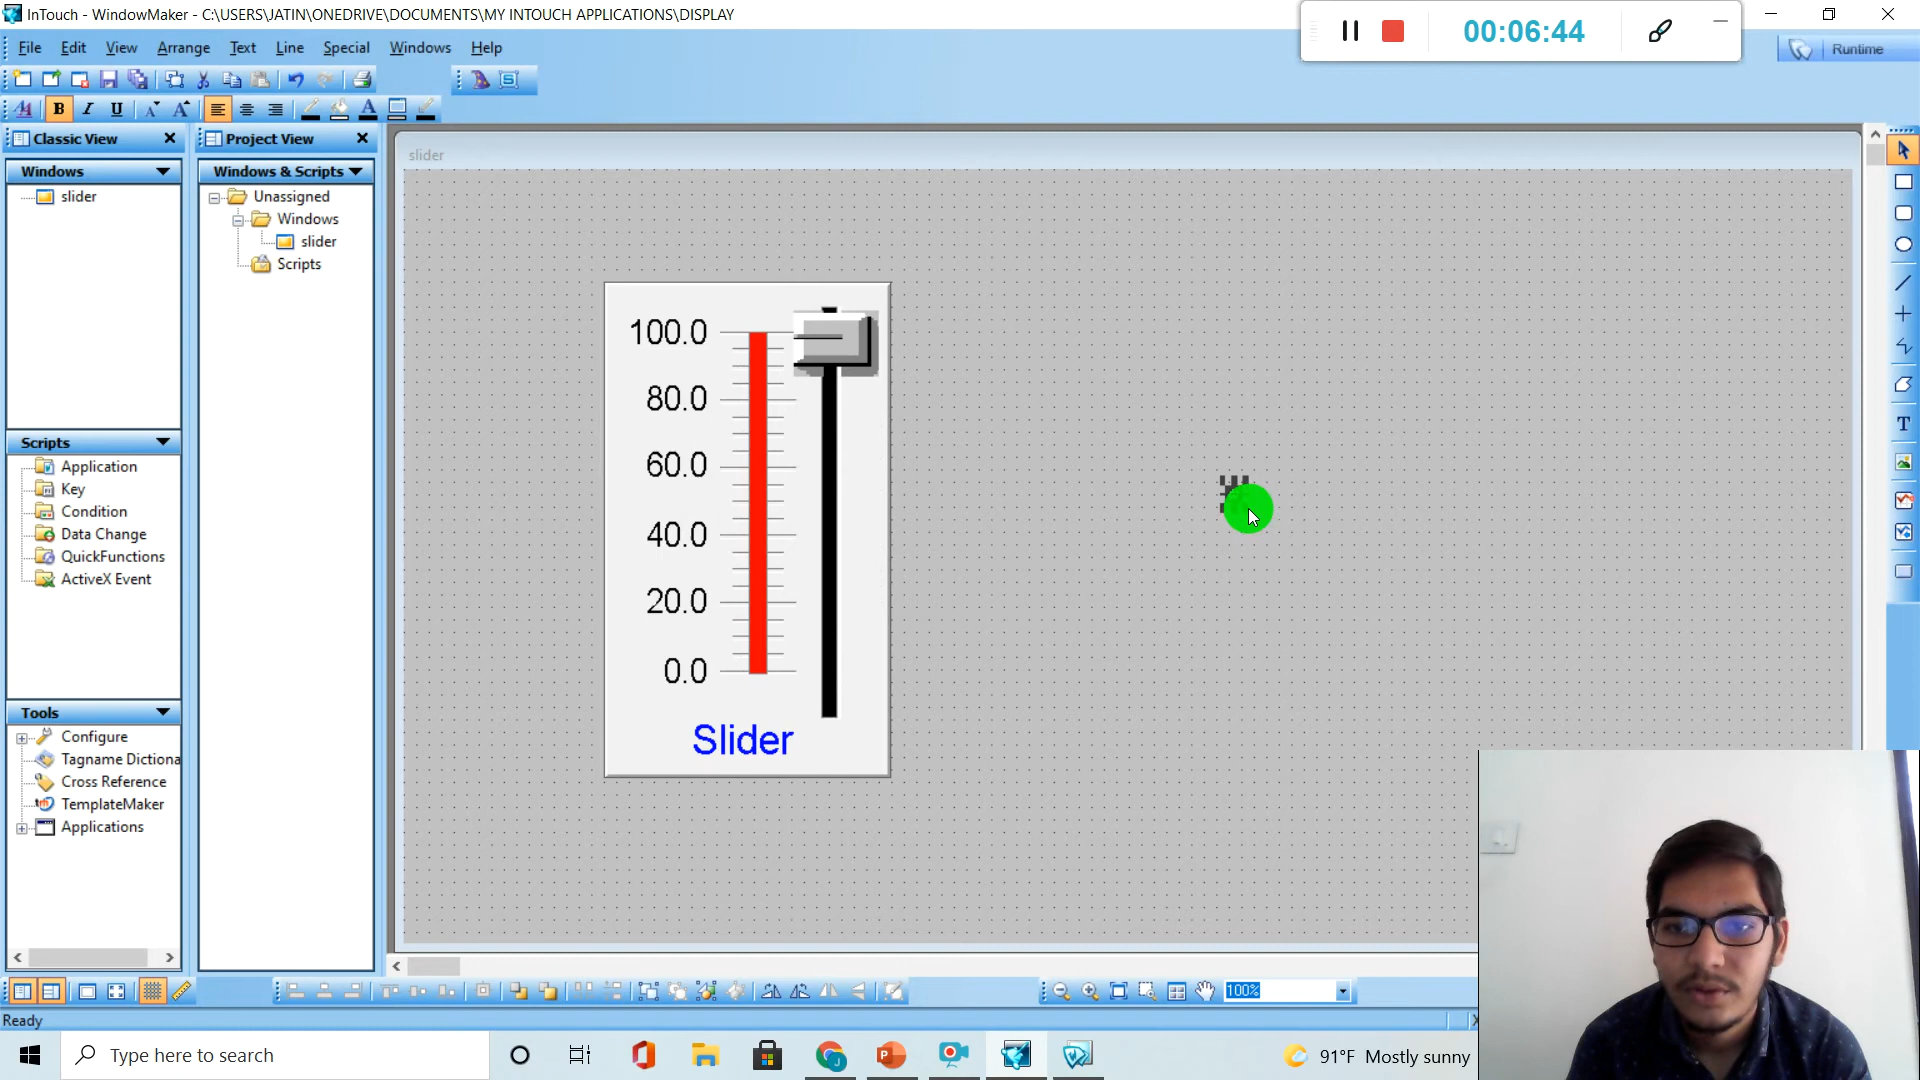 InTouch - WindowMaker - C:\USERS\JATIN\ONEDRIVE\DOCUMENTS\MY INTOUCH APPLICATIONS\DISPLAY
00:06:44
File Edit View Arrange Text Line Special Windows Help
Runtime
B I U
Classic View
Project View
Windows
Windows & Scripts
slider
slider
Unassigned
Windows
slider
Scripts
Scripts
Application
Key
Condition
Data Change
QuickFunctions
ActiveX Event
Tools
Configure
Tagname Dictiona
Cross Reference
TemplateMaker
Applications
100.0
80.0
60.0
40.0
20.0
0.0
Slider
T
100%
Ready
Type here to search
91°F Mostly sunny